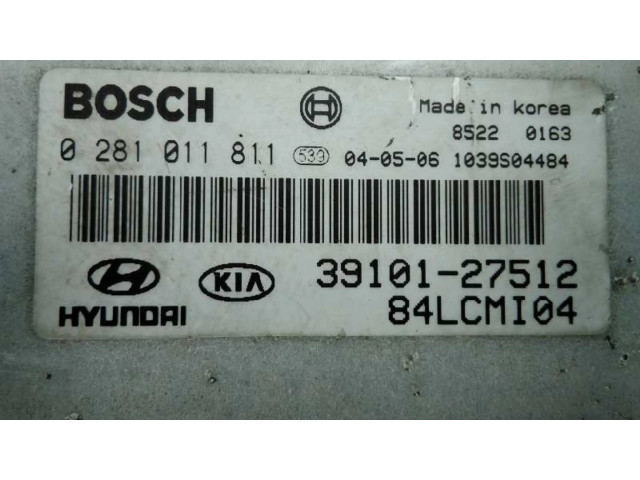 BOSCH
Made in korea
8522 0163
0 281 011 811 539 04-05-06 1039S04484
HYUNDAI KIA 39101-27512
84LCMI04